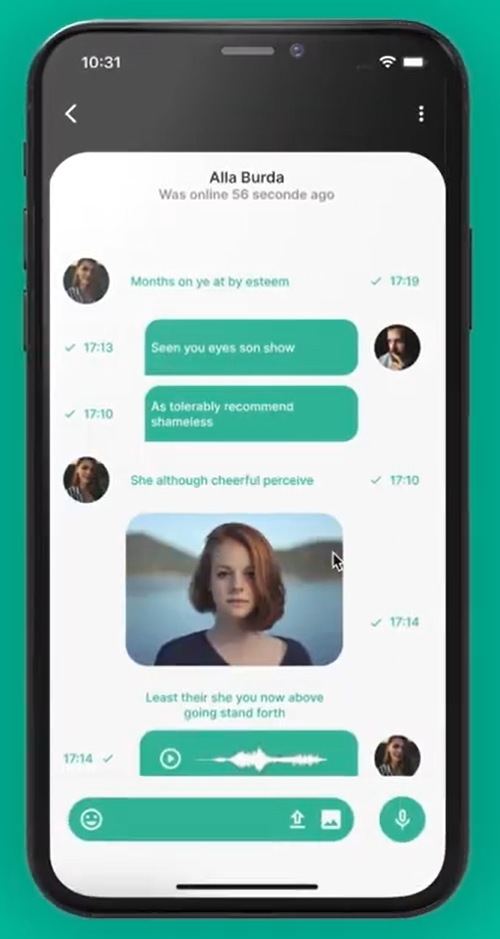 10:31
Alla Burda
Was online 56 seconde ago
Months on ye at by esteem
17:19
17:13
Seen you eyes son show
17:10
As tolerably recommend
shameless
She although cheerful perceive
17:10
17:14
Least their she you now above
going stand forth
17:14